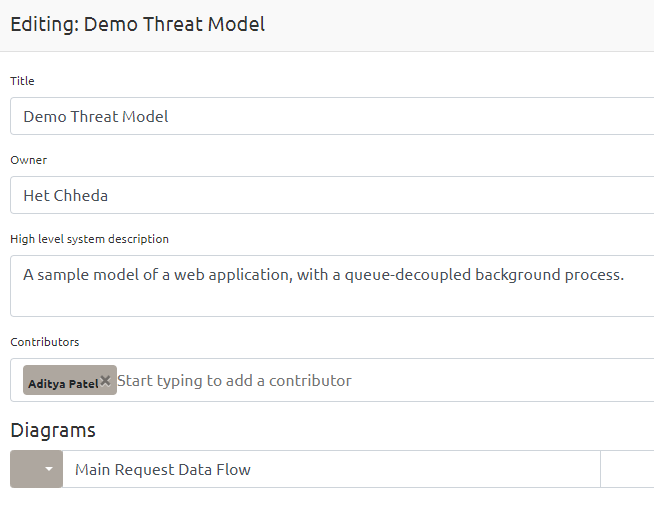 Editing: Demo Threat Model
Title
Demo Threat Model
Owner
Het Chheda
High level system description
A sample model of a web application, with a queue-decoupled background process.
Contributors
Aditya Patel× Start typing to add a contributor
Diagrams
Main Request Data Flow